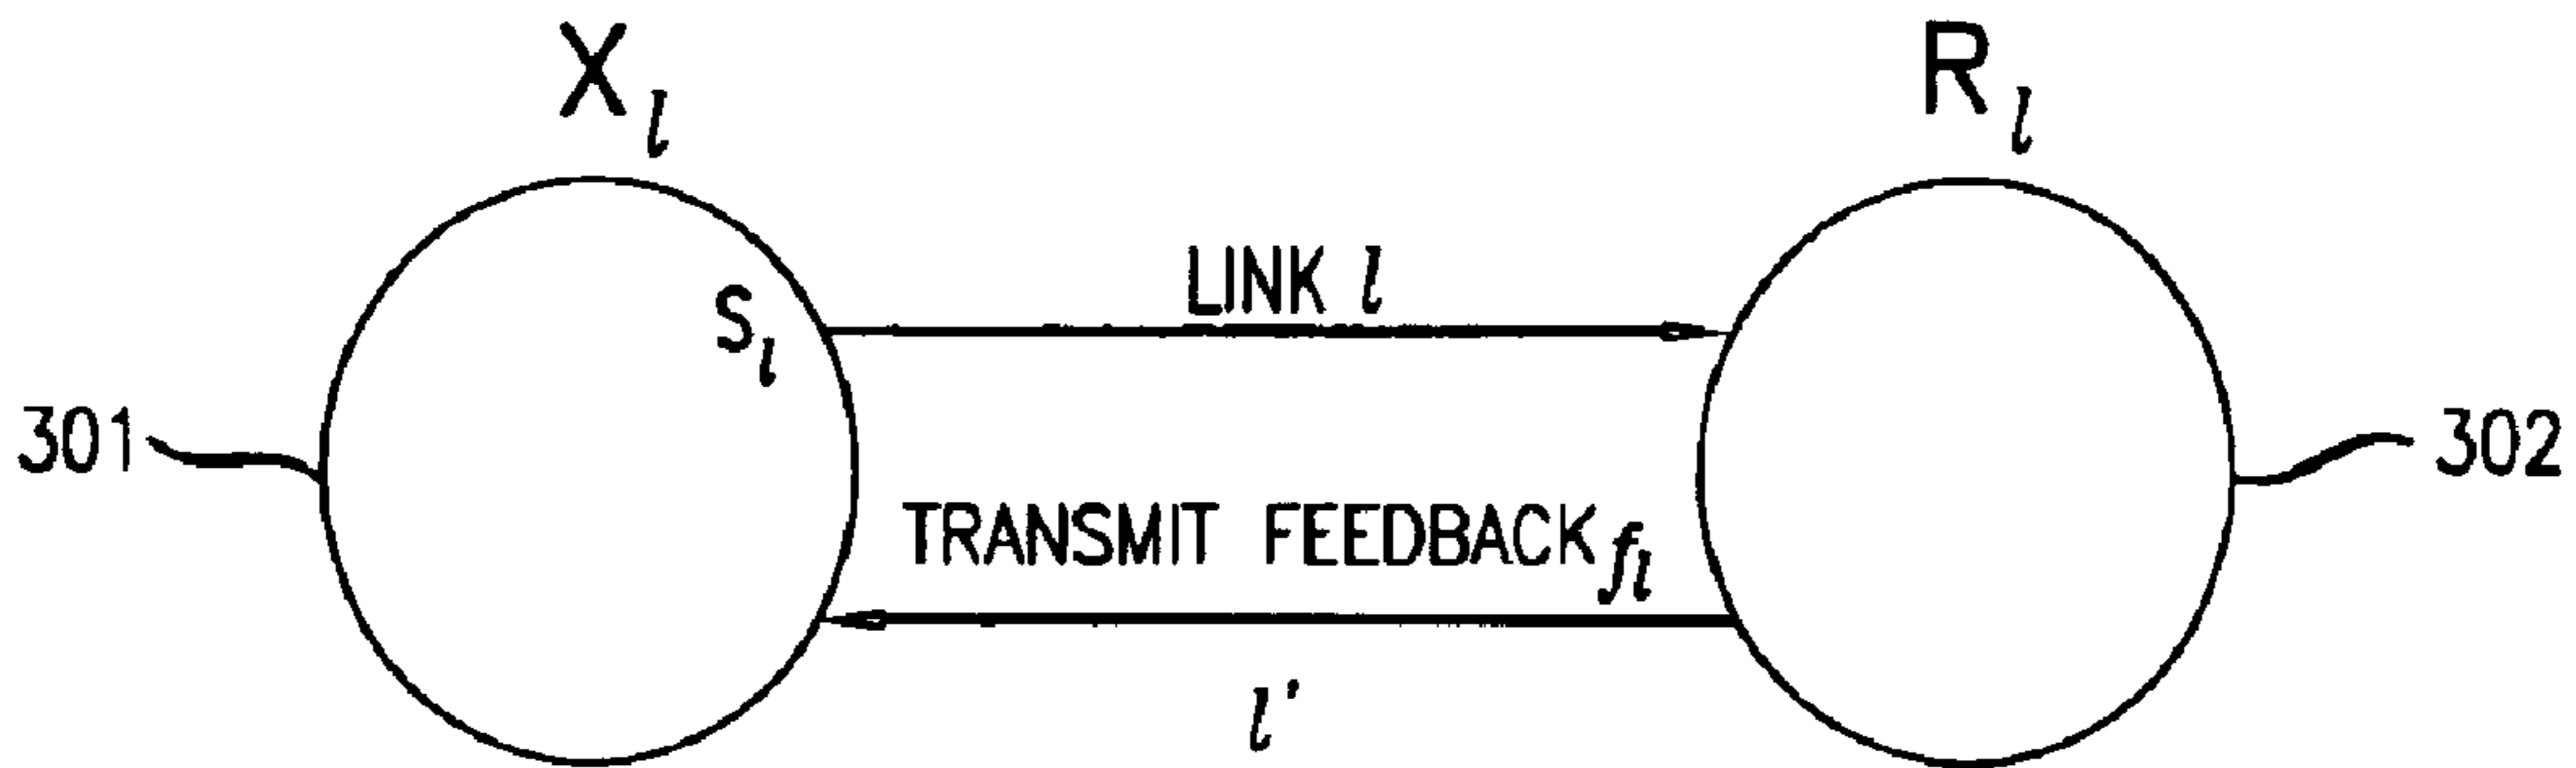 X_l
R_l
LINK l
S_l
301
302
TRANSMIT FEEDBACK f_l
l'